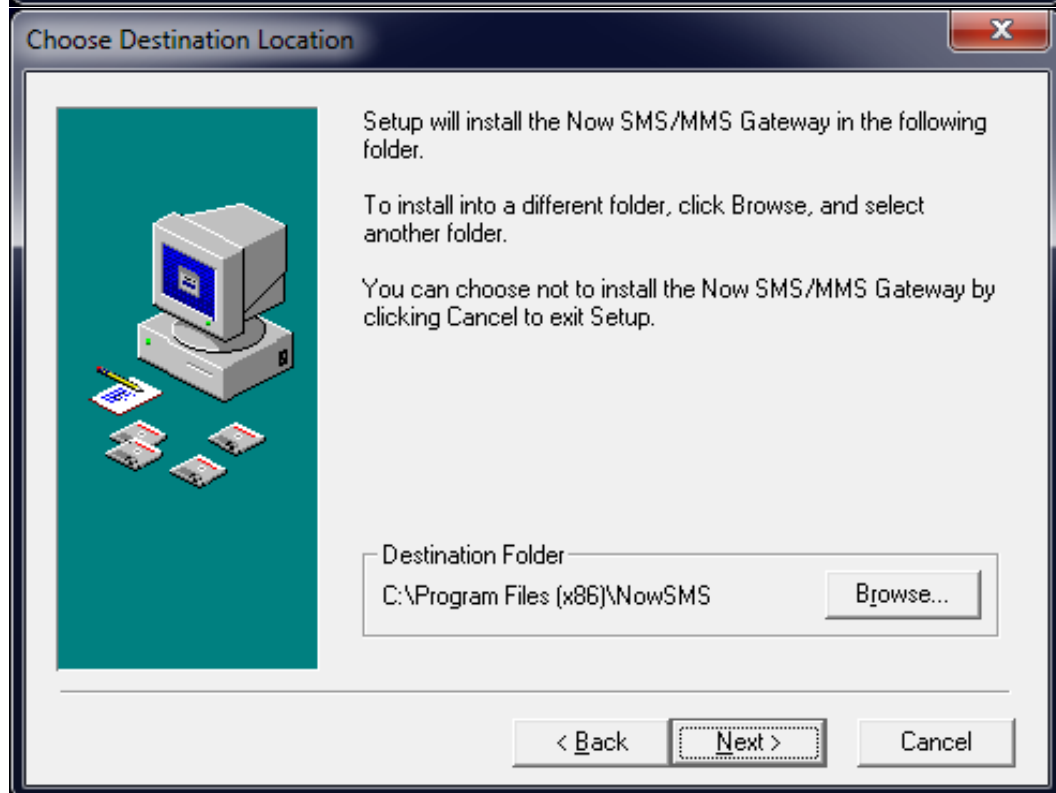 Choose Destination Location
Setup will install the Now SMS/MMS Gateway in the following
folder.
To install into a different folder, click Browse, and select
another folder.
You can choose not to install the Now SMS/MMS Gateway by
clicking Cancel to exit Setup.
Destination Folder
C:\Program Files (x86)\NowSMS
Browse...
< Back
Next >
Cancel